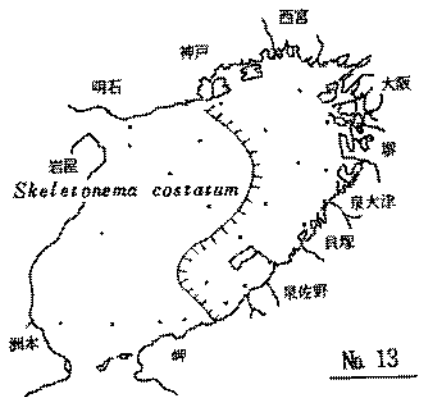 西宮
神戸
明石
大阪
堺
岩屋
Skeletonema costatum
泉大津
貝塚
泉佐野
洲本
岬
No. 13